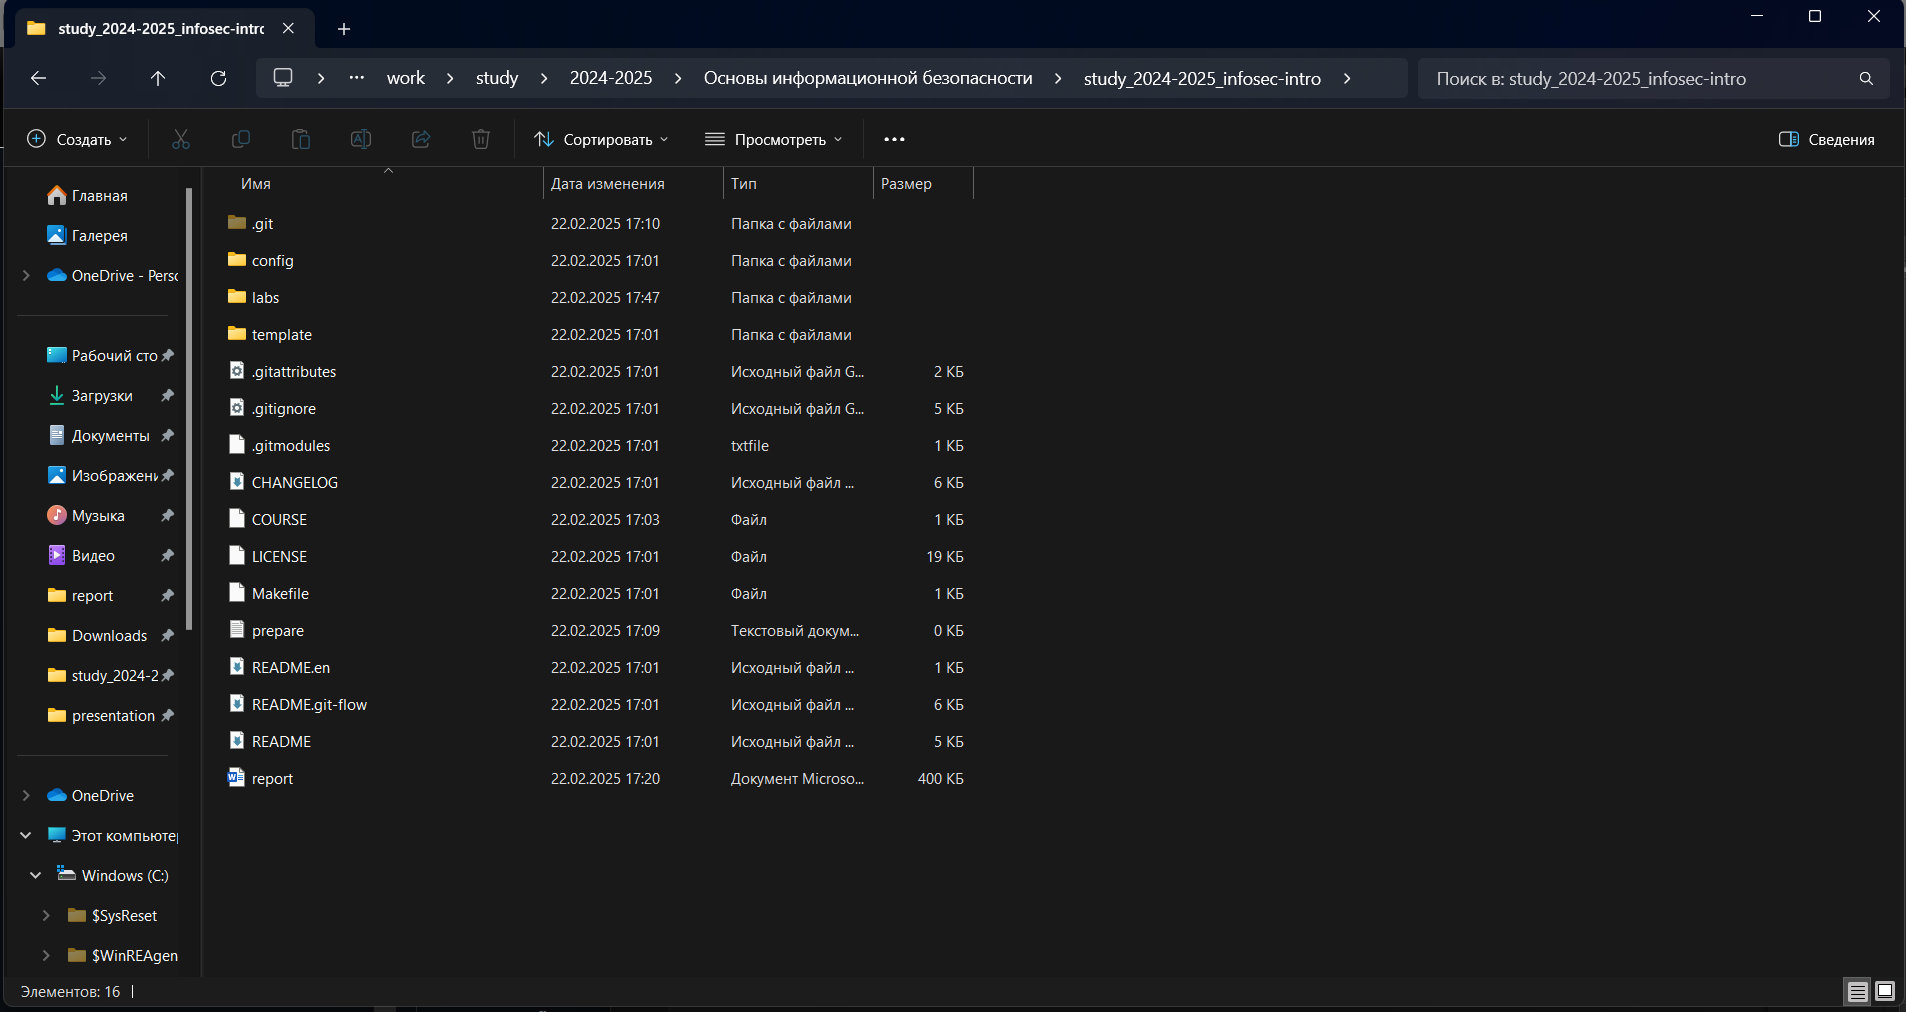 study_2024-2025_infosec-intro
work study 2024-2025 Основы информационной безопасности study_2024-2025_infosec-intro
Поиск в: study_2024-2025_infosec-intro
Создать Сортировать Просмотреть ••• Сведения
Имя Дата изменения Тип Размер
.git 22.02.2025 17:10 Папка с файлами
config 22.02.2025 17:01 Папка с файлами
labs 22.02.2025 17:47 Папка с файлами
template 22.02.2025 17:01 Папка с файлами
.gitattributes 22.02.2025 17:01 Исходный файл G... 2 КБ
.gitignore 22.02.2025 17:01 Исходный файл G... 5 КБ
.gitmodules 22.02.2025 17:01 txtfile 1 КБ
CHANGELOG 22.02.2025 17:01 Исходный файл ... 6 КБ
COURSE 22.02.2025 17:03 Файл 1 КБ
LICENSE 22.02.2025 17:01 Файл 19 КБ
Makefile 22.02.2025 17:01 Файл 1 КБ
prepare 22.02.2025 17:09 Текстовый докум... 0 КБ
README.en 22.02.2025 17:01 Исходный файл ... 1 КБ
README.git-flow 22.02.2025 17:01 Исходный файл ... 6 КБ
README 22.02.2025 17:01 Исходный файл ... 5 КБ
report 22.02.2025 17:20 Документ Microso... 400 КБ
Главная
Галерея
OneDrive - Persc
Рабочий сто
Загрузки
Документы
Изображени
Музыка
Видео
report
Downloads
study_2024-2
presentation
OneDrive
Этот компьютер
Windows (C:)
$SysReset
$WinREAgen
Элементов: 16